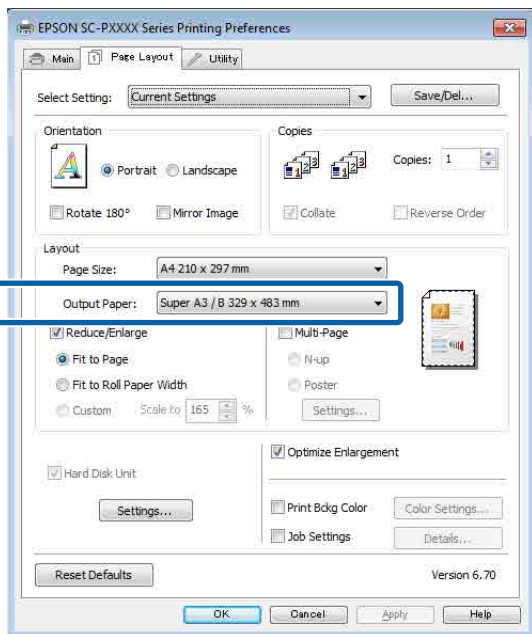 EPSON SC-PXXXX Series Printing Preferences
Main Page Layout Utility
Select Setting: Current Settings Save/Del...
Orientation Copies
Portrait Landscape Copies: 1
Rotate 180° Mirror Image Collate Reverse Order
Layout
Page Size: A4 210 x 297 mm
Output Paper: Super A3 / B 329 x 483 mm
Reduce/Enlarge Multi-Page
Fit to Page N-up
Fit to Roll Paper Width Poster
Custom Scale to 165 % Settings...
Optimize Enlargement
Hard Disk Unit
Settings... Print Bckg Color Color Settings...
Job Settings Details...
Reset Defaults Version 6.70
OK Cancel Apply Help